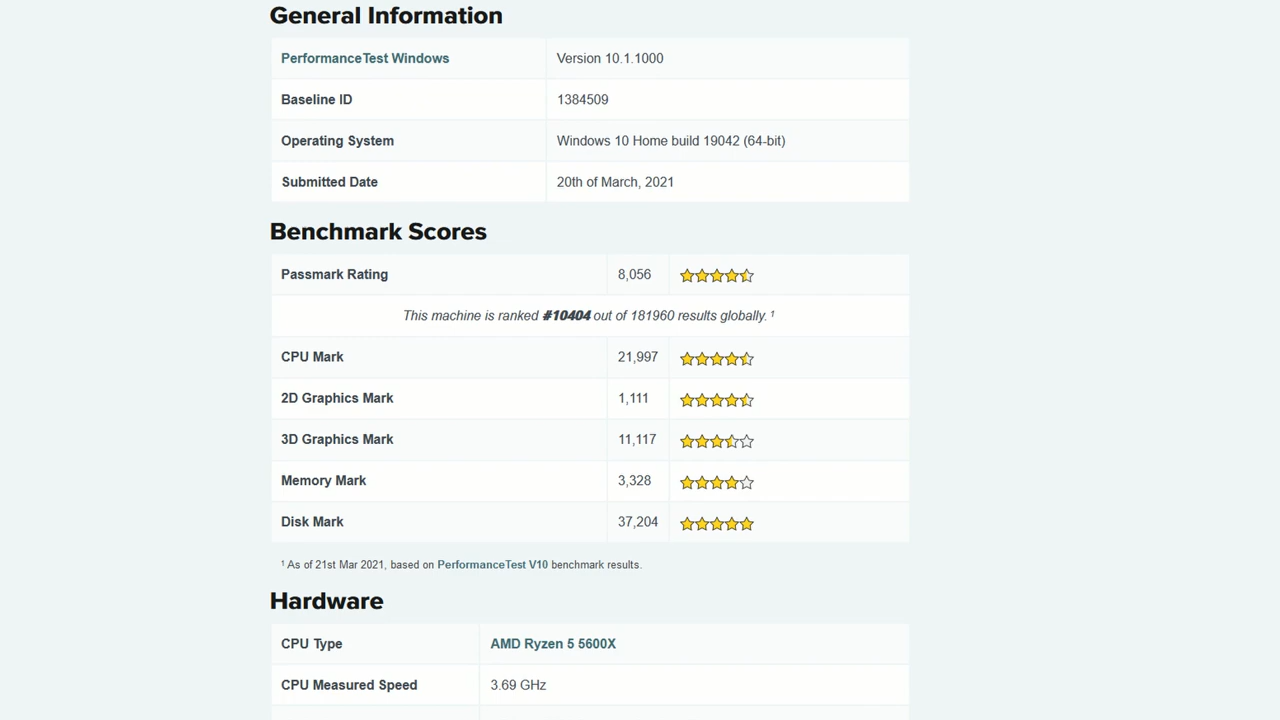 General Information
PerformanceTest Windows Version 10.1.1000
Baseline ID 1384509
Operating System Windows 10 Home build 19042 (64-bit)
Submitted Date 20th of March, 2021
Benchmark Scores
Passmark Rating 8,056
This machine is ranked #10404 out of 181960 results globally. ¹
CPU Mark 21,997
2D Graphics Mark 1,111
3D Graphics Mark 11,117
Memory Mark 3,328
Disk Mark 37,204
¹ As of 21st Mar 2021, based on PerformanceTest V10 benchmark results.
Hardware
CPU Type AMD Ryzen 5 5600X
CPU Measured Speed 3.69 GHz